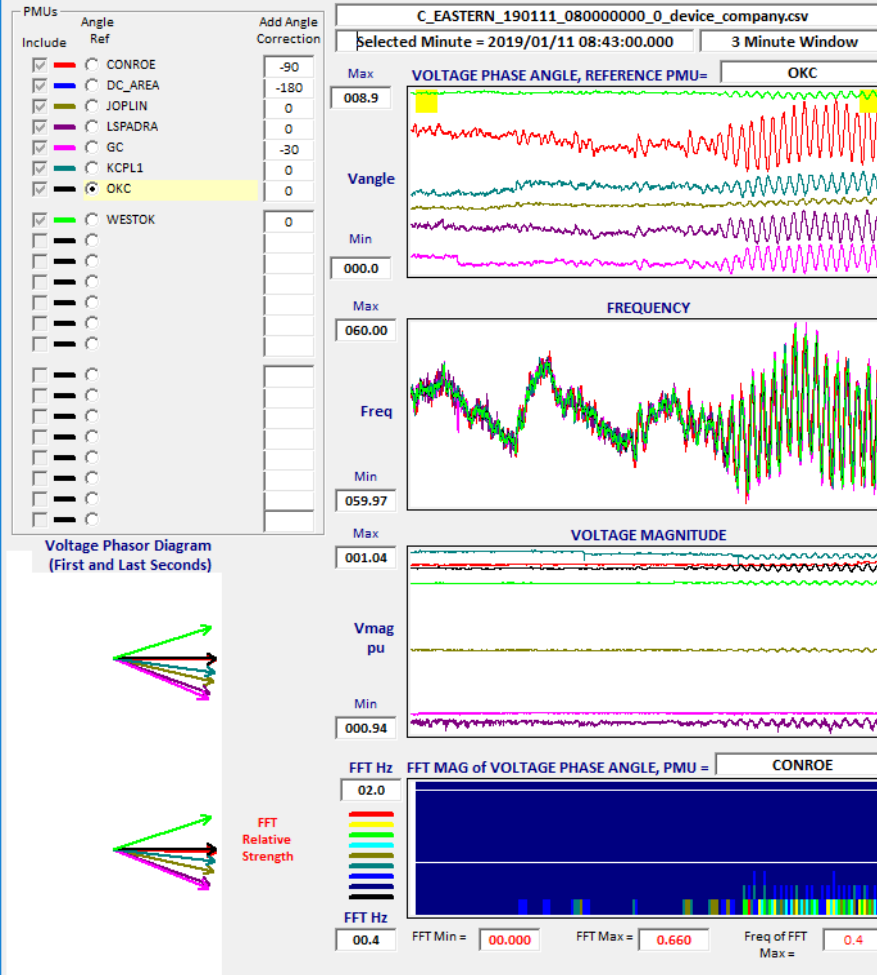 PMUs
Angle
Ref
Add Angle
Correction
Include
CONROE -90
DC_AREA -180
JOPLIN 0
LSPADRA 0
GC -30
KCPL1 0
OKC 0
WESTOK 0
Voltage Phasor Diagram
(First and Last Seconds)
FFT
Relative
Strength
C_EASTERN_190111_080000000_0_device_company.csv
Selected Minute = 2019/01/11 08:43:00.000
3 Minute Window
Max
008.9
VOLTAGE PHASE ANGLE, REFERENCE PMU= OKC
Vangle
Min
000.0
Max
060.00
FREQUENCY
Freq
Min
059.97
Max
001.04
VOLTAGE MAGNITUDE
Vmag
pu
Min
000.94
FFT Hz
02.0
FFT MAG of VOLTAGE PHASE ANGLE, PMU = CONROE
FFT Hz
00.4
FFT Min = 00.000
FFT Max = 0.660
Freq of FFT
Max = 0.4